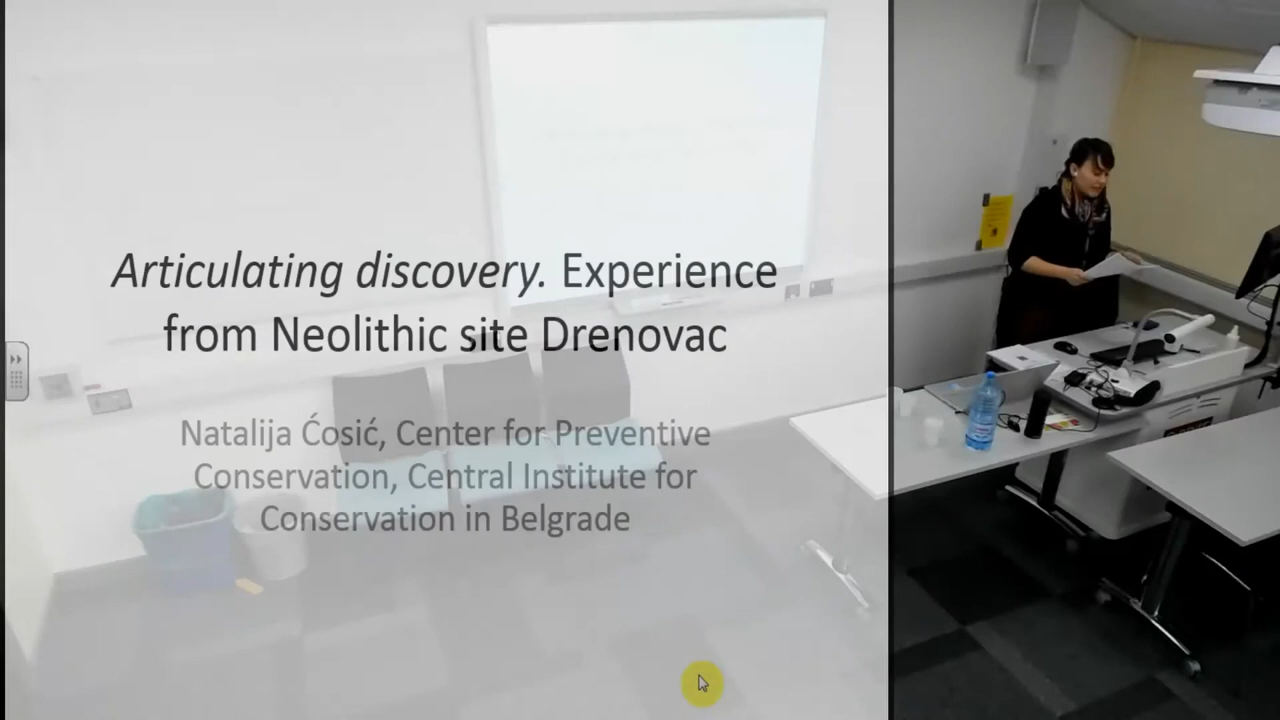 Articulating discovery. Experience
from Neolithic site Drenovac
Natalija Ćosić, Center for Preventive
Conservation, Central Institute for
Conservation in Belgrade